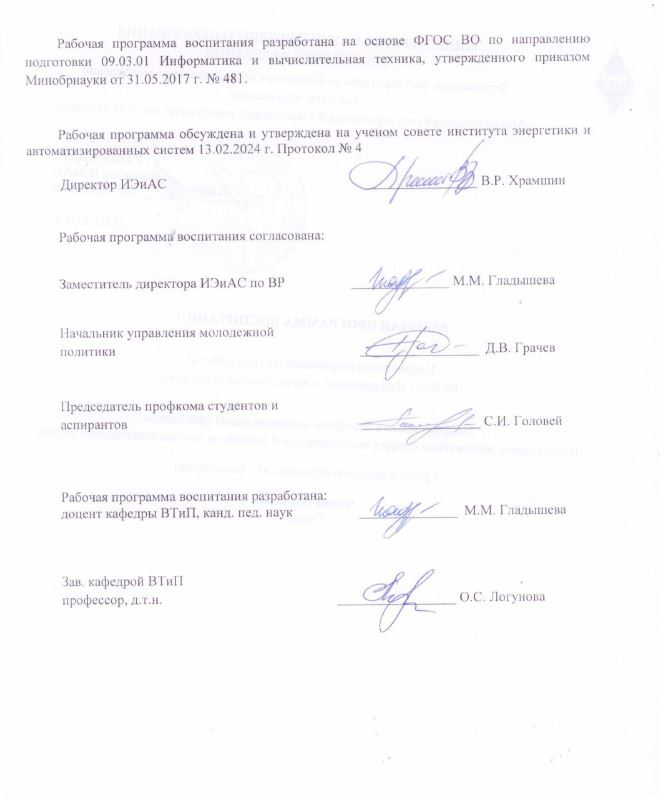 Рабочая программа воспитания разработана на основе ФГОС ВО по направлению
подготовки 09.03.01 Информатика и вычислительная техника, утвержденного приказом
Минобрнауки от 31.05.2017 г. № 481.
Рабочая программа обсуждена и утверждена на ученом совете института энергетики и
автоматизированных систем 13.02.2024 г. Протокол № 4
Директор ИЭиАС В.Р. Храмшин
Рабочая программа воспитания согласована:
Заместитель директора ИЭиАС по ВР М.М. Гладышева
Начальник управления молодежной
политики Д.В. Грачев
Председатель профкома студентов и
аспирантов С.И. Головей
Рабочая программа воспитания разработана:
доцент кафедры ВТиП, канд. пед. наук М.М. Гладышева
Зав. кафедрой ВТиП
профессор, д.т.н. О.С. Логунова